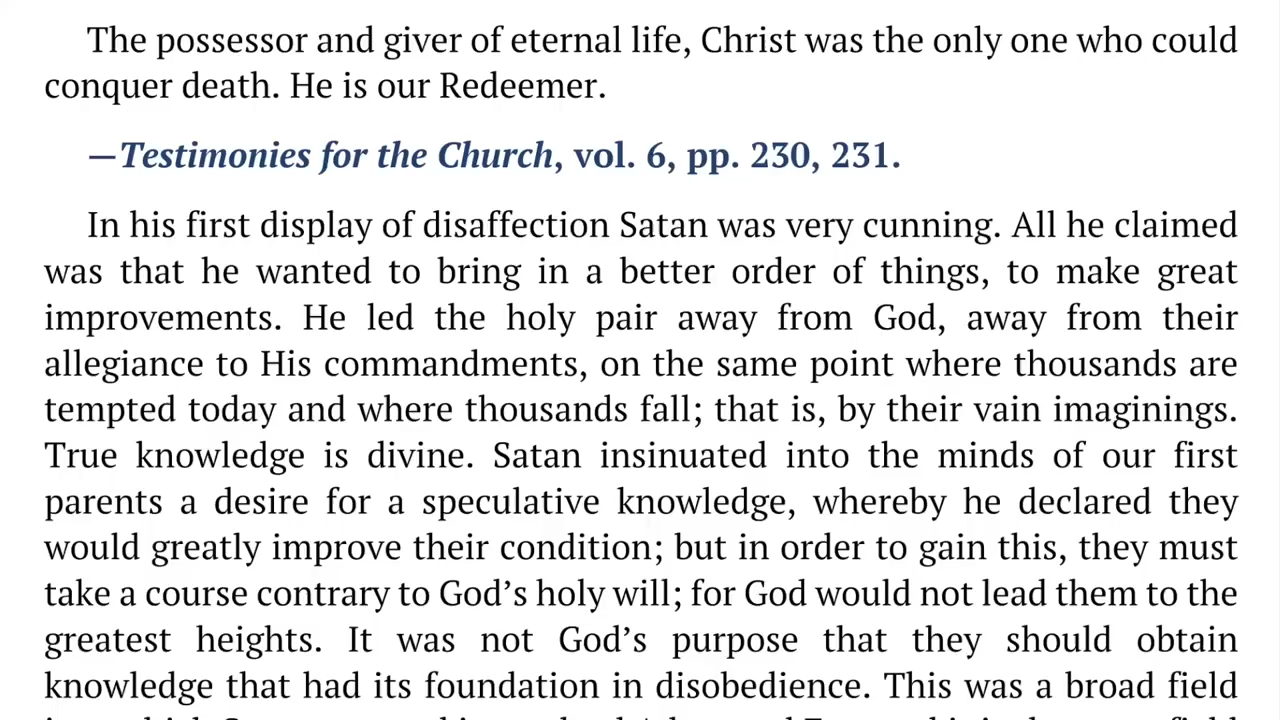 The possessor and giver of eternal life, Christ was the only one who could
conquer death. He is our Redeemer.
—Testimonies for the Church, vol. 6, pp. 230, 231.
In his first display of disaffection Satan was very cunning. All he claimed
was that he wanted to bring in a better order of things, to make great
improvements. He led the holy pair away from God, away from their
allegiance to His commandments, on the same point where thousands are
tempted today and where thousands fall; that is, by their vain imaginings.
True knowledge is divine. Satan insinuated into the minds of our first
parents a desire for a speculative knowledge, whereby he declared they
would greatly improve their condition; but in order to gain this, they must
take a course contrary to God’s holy will; for God would not lead them to the
greatest heights. It was not God’s purpose that they should obtain
knowledge that had its foundation in disobedience. This was a broad field